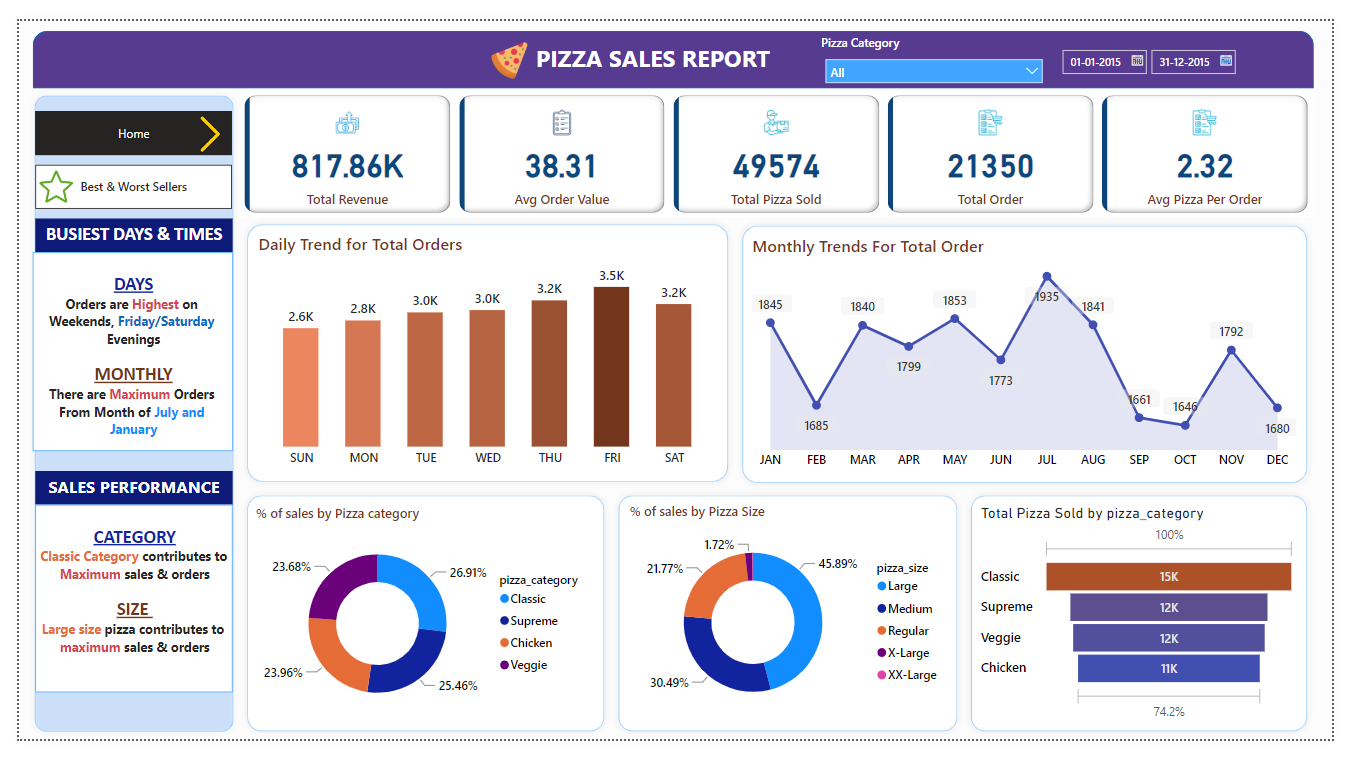 PIZZA SALES REPORT
Pizza Category
All
01-01-2015
31-12-2015
Home
Best & Worst Sellers
BUSIEST DAYS & TIMES
DAYS
Orders are Highest on
Weekends, Friday/Saturday
Evenings
MONTHLY
There are Maximum Orders
From Month of July and
January
SALES PERFORMANCE
CATEGORY
Classic Category contributes to
Maximum sales & orders
SIZE
Large size pizza contributes to
maximum sales & orders
817.86K
Total Revenue
38.31
Avg Order Value
49574
Total Pizza Sold
21350
Total Order
2.32
Avg Pizza Per Order
Daily Trend for Total Orders
2.6K
2.8K
3.0K
3.0K
3.2K
3.5K
3.2K
SUN MON TUE WED THU FRI SAT
Monthly Trends For Total Order
1845
1685
1840
1799
1853
1773
1935
1841
1661
1646
1792
1680
JAN FEB MAR APR MAY JUN JUL AUG SEP OCT NOV DEC
% of sales by Pizza category
23.68%
26.91%
23.96%
25.46%
pizza_category
Classic
Supreme
Chicken
Veggie
% of sales by Pizza Size
1.72%
21.77%
45.89%
30.49%
pizza_size
Large
Medium
Regular
X-Large
XX-Large
Total Pizza Sold by pizza_category
100%
Classic 15K
Supreme 12K
Veggie 12K
Chicken 11K
74.2%